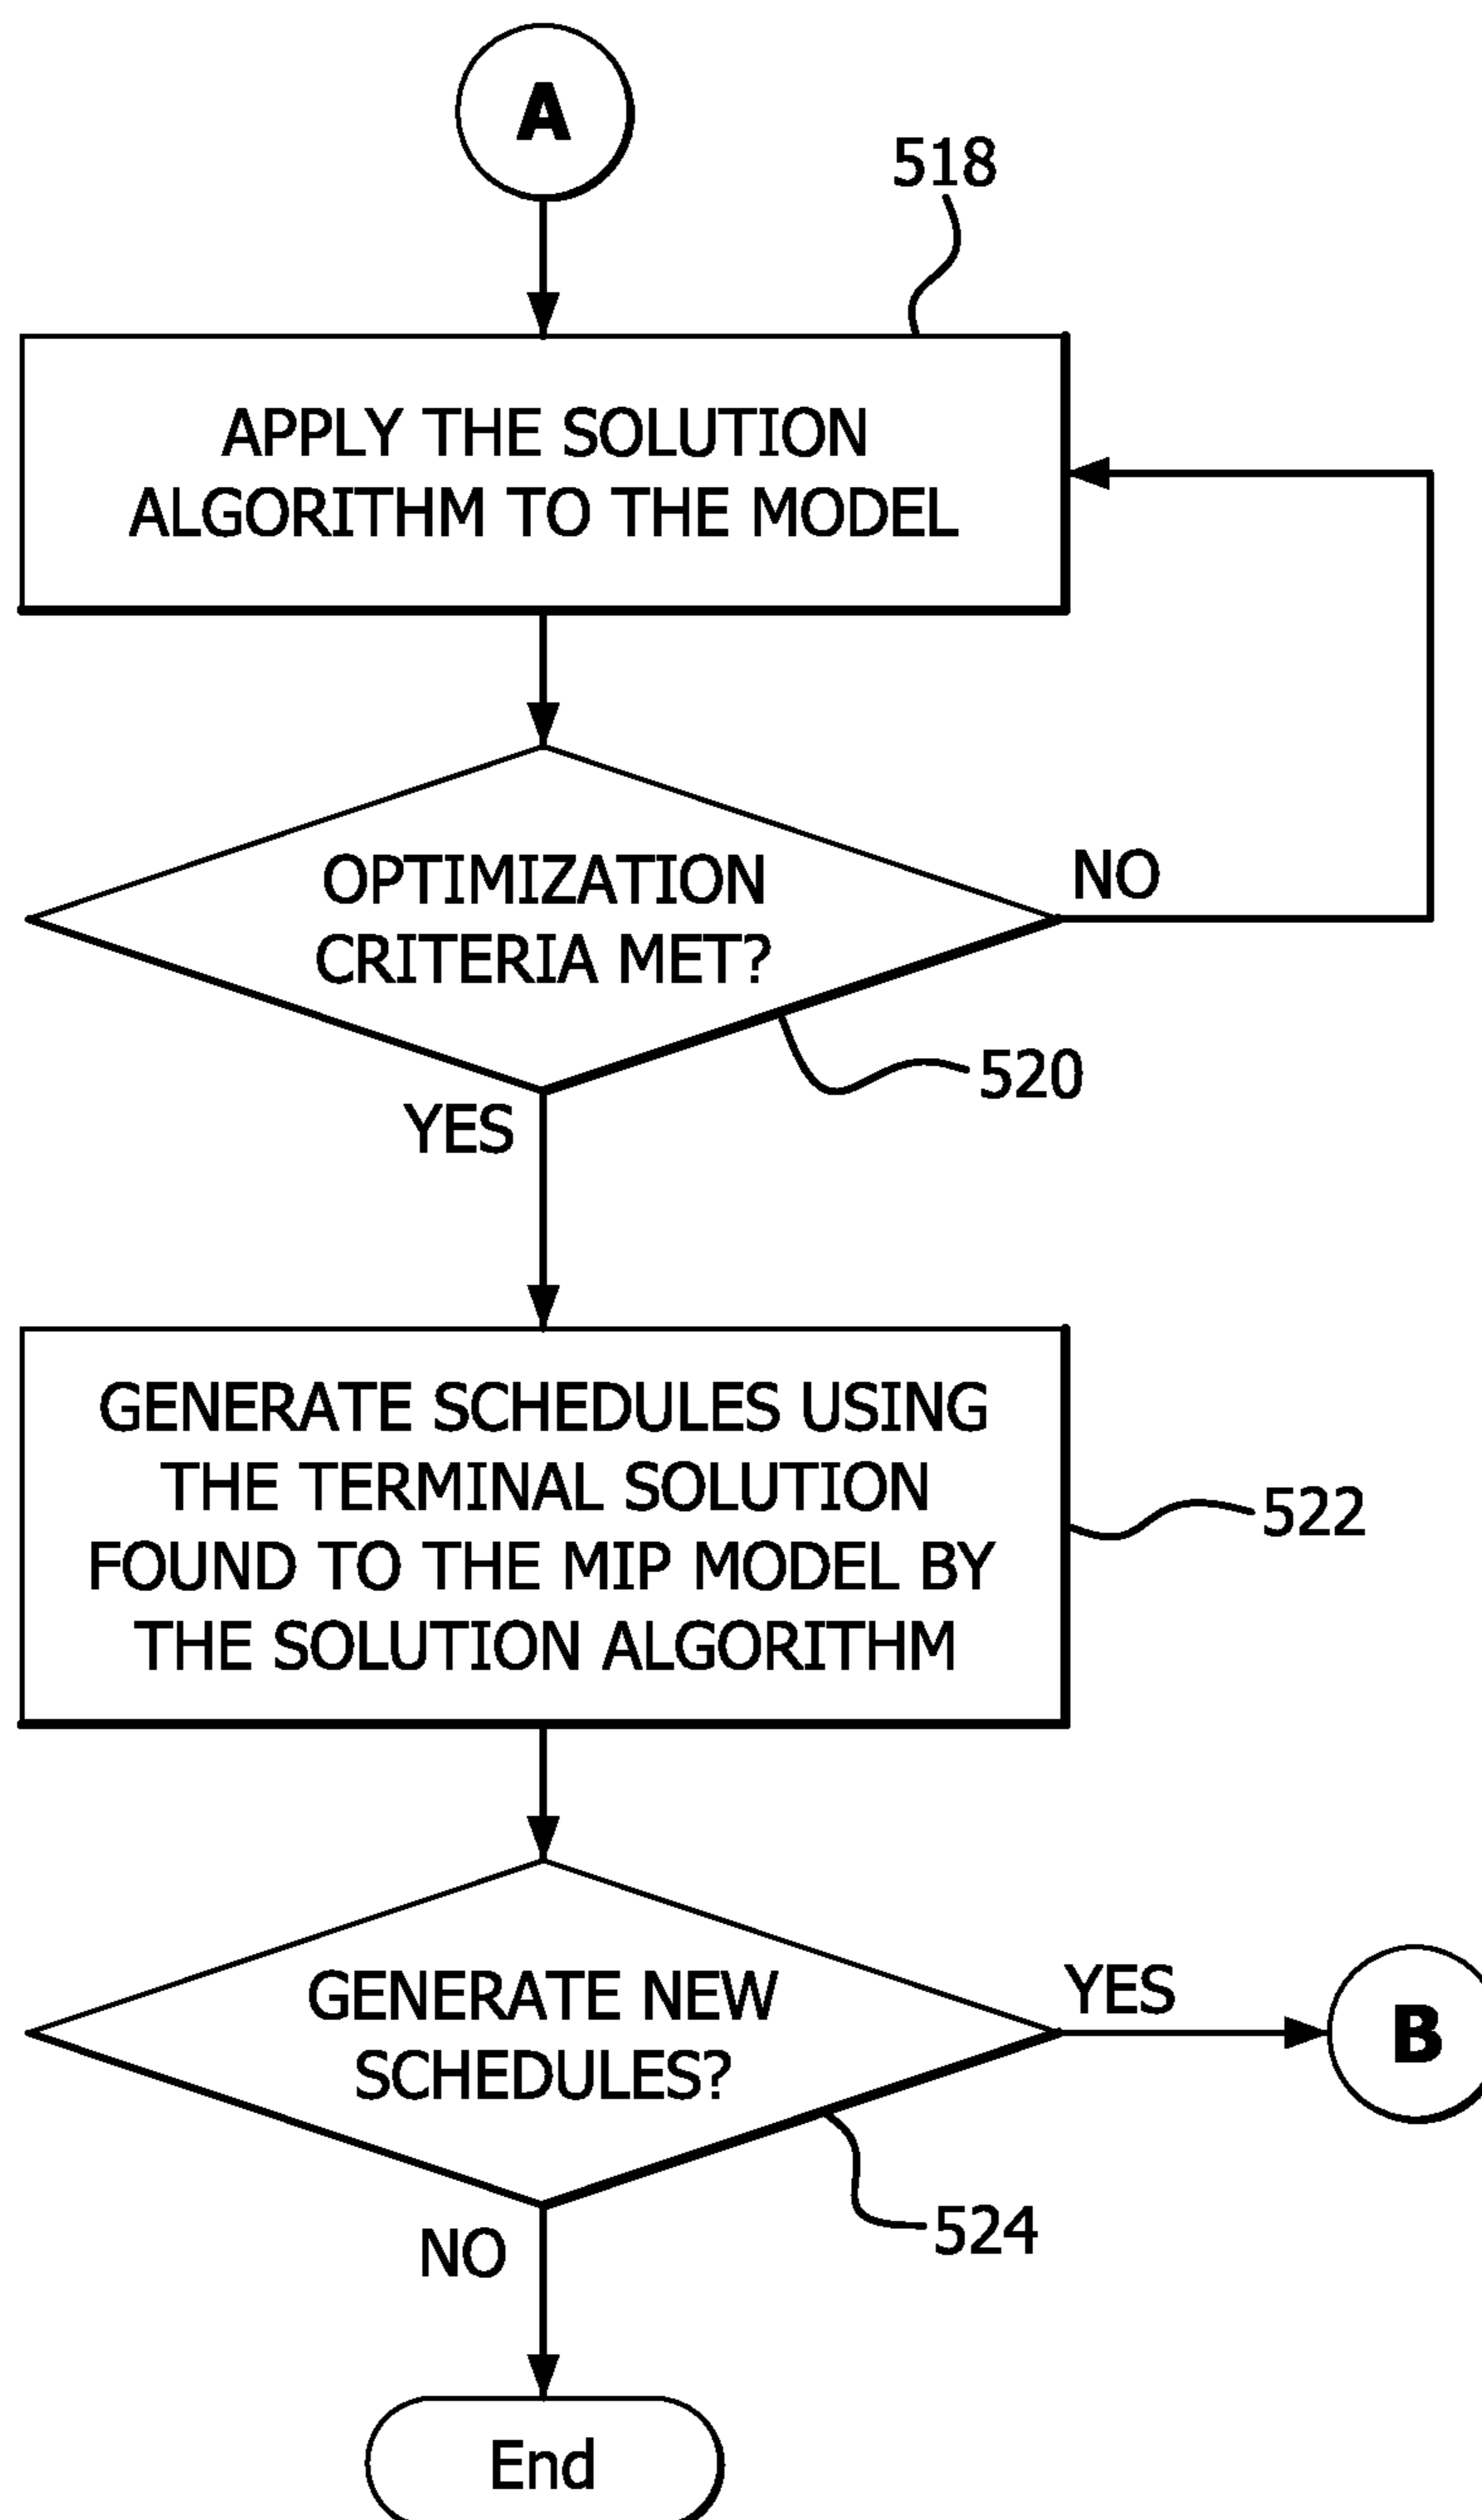 A
518
APPLY THE SOLUTION
ALGORITHM TO THE MODEL
OPTIMIZATION
CRITERIA MET?
NO
520
YES
GENERATE SCHEDULES USING
THE TERMINAL SOLUTION
FOUND TO THE MIP MODEL BY
THE SOLUTION ALGORITHM
522
GENERATE NEW
SCHEDULES?
YES
B
524
NO
End